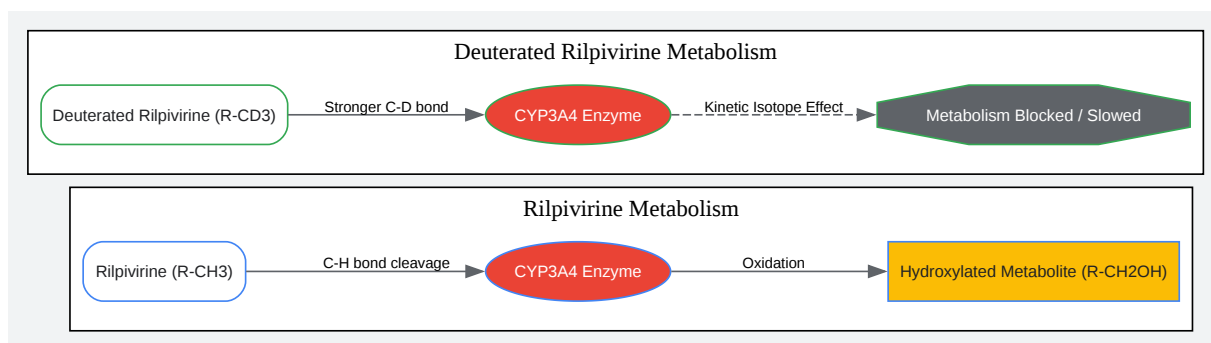 Deuterated Rilpivirine Metabolism
Deuterated Rilpivirine (R-CD3)
Stronger C-D bond
CYP3A4 Enzyme
Kinetic Isotope Effect
Metabolism Blocked / Slowed
Rilpivirine Metabolism
Rilpivirine (R-CH3)
C-H bond cleavage
CYP3A4 Enzyme
Oxidation
Hydroxylated Metabolite (R-CH2OH)